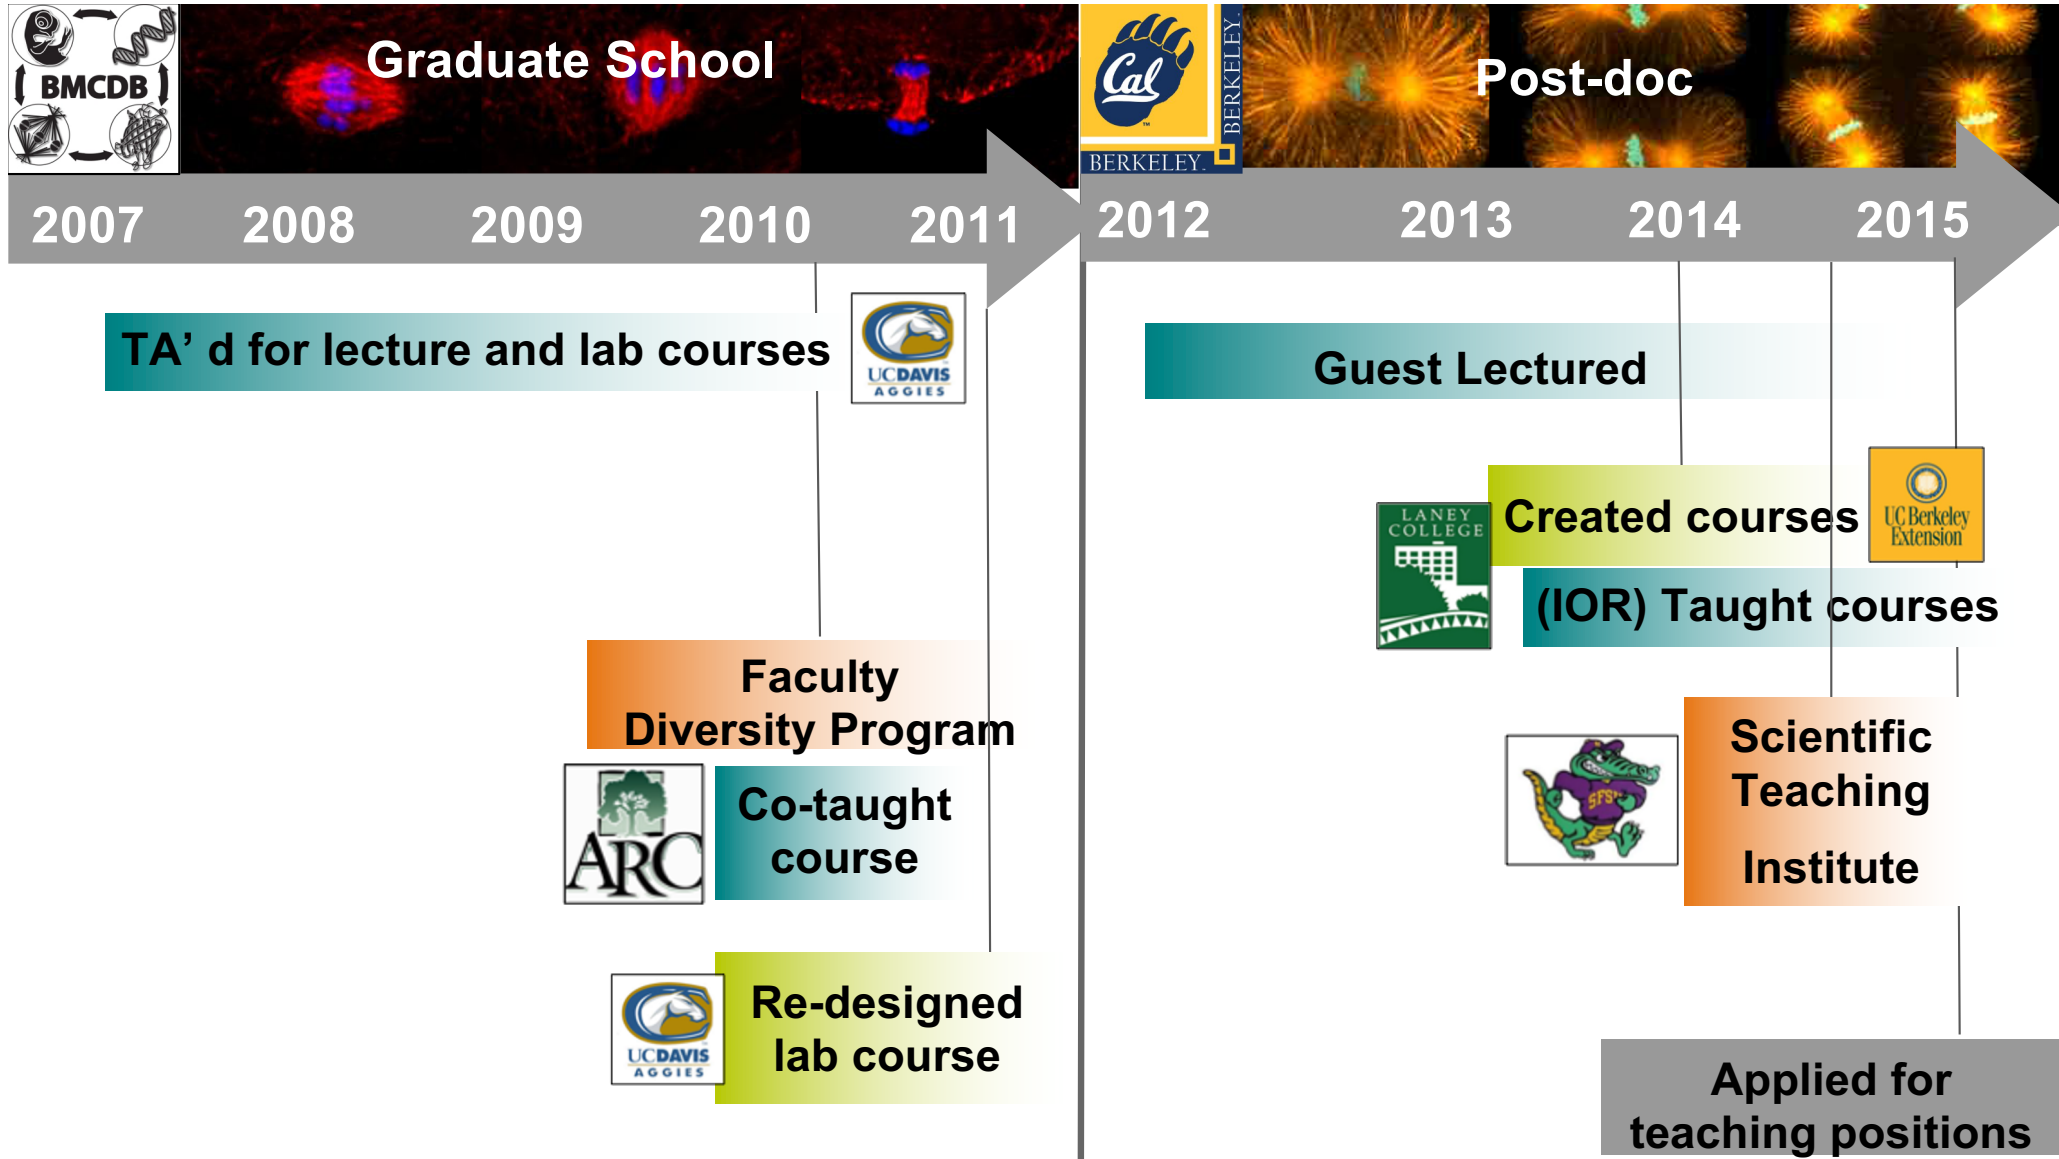 BMCDB
Graduate School
Cal
BERKELEY.
BERKELEY.
Post-doc
2007
2008
2009
2010
2011
2012
2013
2014
2015
TA’ d for lecture and lab courses
UCDAVIS
AGGIES
Guest Lectured
LANEY
COLLEGE
Created courses
UC Berkeley
Extension
(IOR) Taught courses
Faculty
Diversity Program
ARC
Co-taught
course
SFSU
Scientific
Teaching
Institute
UCDAVIS
AGGIES
Re-designed
lab course
Applied for
teaching positions